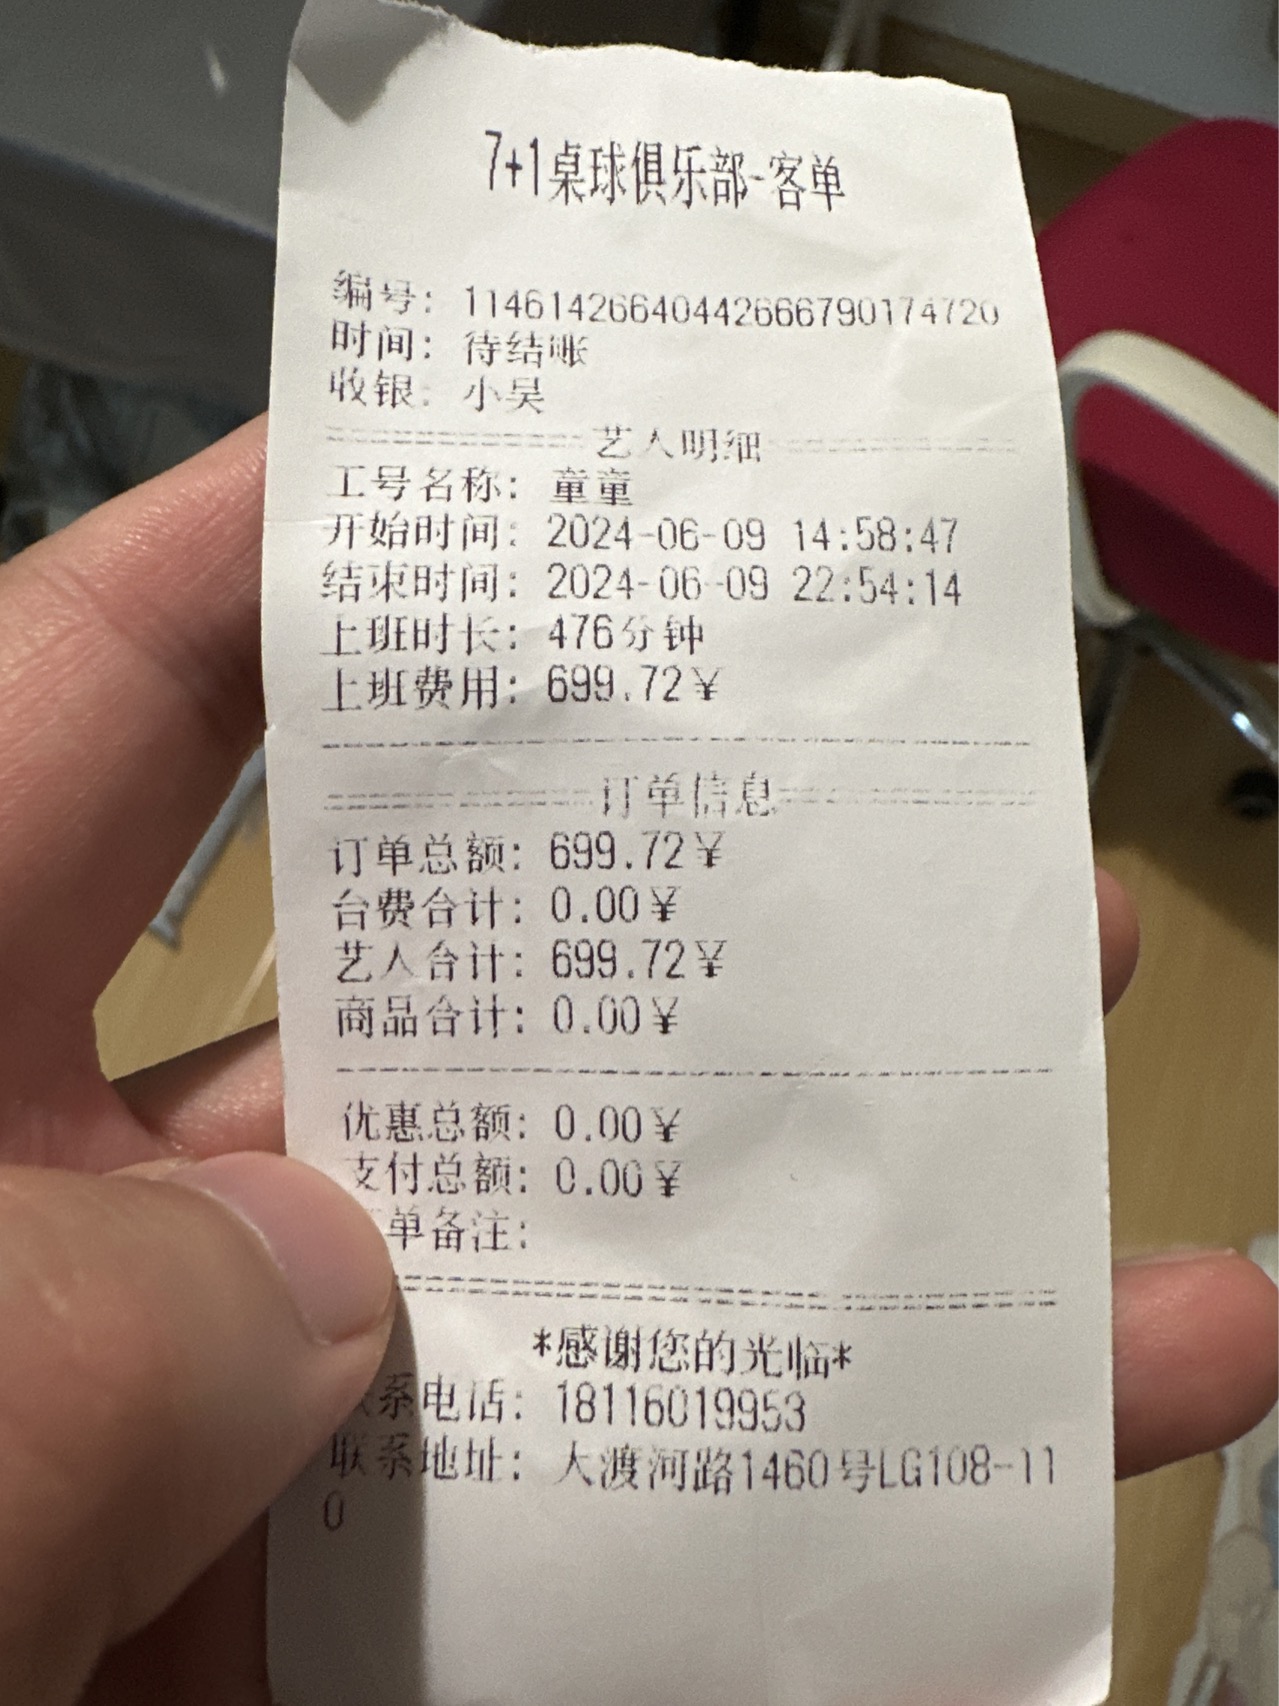 7+1桌球俱乐部-客单
编号: 11461426640442666790174720
时间: 待结账
收银: 小吴
艺人明细
工号名称: 童童
开始时间: 2024-06-09 14:58:47
结束时间: 2024-06-09 22:54:14
上班时长: 476分钟
上班费用: 699.72¥
订单信息
订单总额: 699.72¥
台费合计: 0.00¥
艺人合计: 699.72¥
商品合计: 0.00¥
优惠总额: 0.00¥
支付总额: 0.00¥
单备注:
*感谢您的光临*
联系电话: 18116019953
联系地址: 大渡河路1460号LG108-11
0